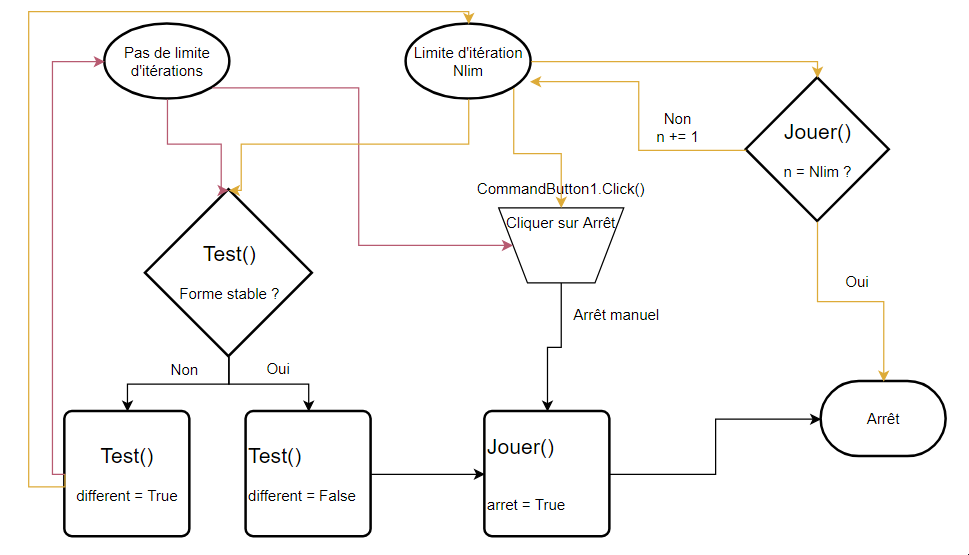 Pas de limite
d'itérations
Limite d'itération
Nlim
Non
n += 1
Jouer()
n = Nlim ?
CommandButton1.Click()
Cliquer sur Arrêt
Test()
Forme stable ?
Oui
Arrêt manuel
Non
Oui
Test()
different = True
Test()
different = False
Jouer()
arret = True
Arrêt